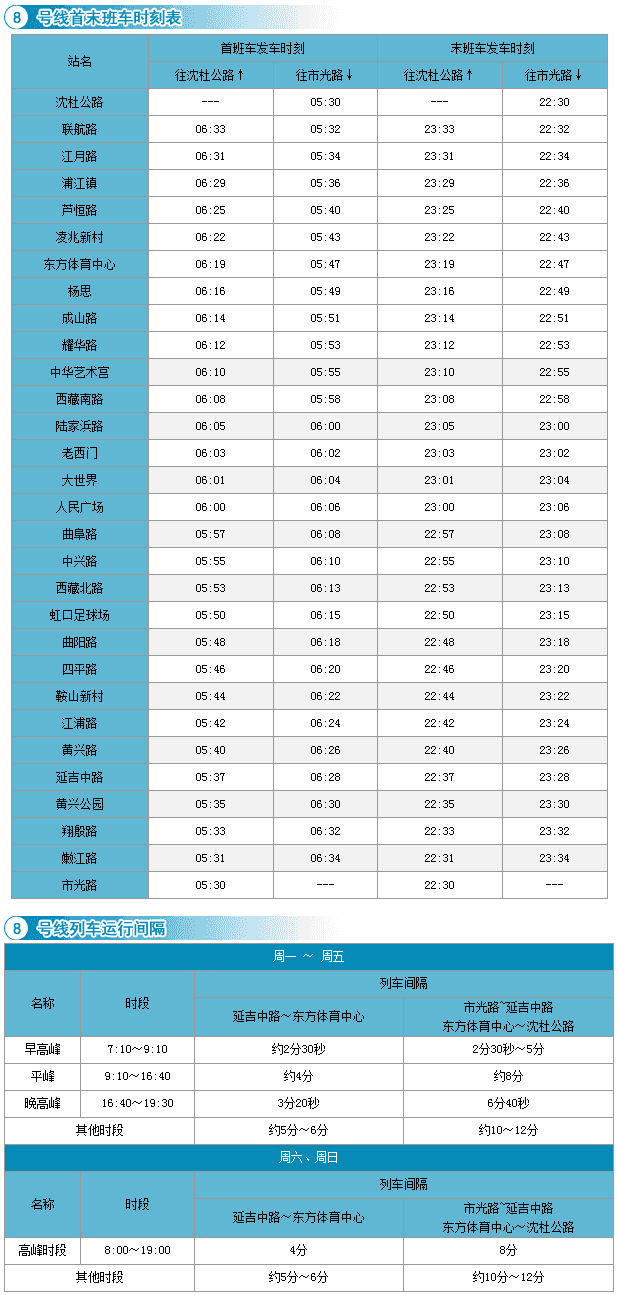 8 号线首末班车时刻表
站名 首班车发车时刻 末班车发车时刻
往沈杜公路↑ 往市光路↓ 往沈杜公路↑ 往市光路↓
沈杜公路 --- 05:30 --- 22:30
联航路 06:33 05:32 23:33 22:32
江月路 06:31 05:34 23:31 22:34
浦江镇 06:29 05:36 23:29 22:36
芦恒路 06:25 05:40 23:25 22:40
凌兆新村 06:22 05:43 23:22 22:43
东方体育中心 06:19 05:47 23:19 22:47
杨思 06:16 05:49 23:16 22:49
成山路 06:14 05:51 23:14 22:51
耀华路 06:12 05:53 23:12 22:53
中华艺术宫 06:10 05:55 23:10 22:55
西藏南路 06:08 05:58 23:08 22:58
陆家浜路 06:05 06:00 23:05 23:00
老西门 06:03 06:02 23:03 23:02
大世界 06:01 06:04 23:01 23:04
人民广场 06:00 06:06 23:00 23:06
曲阜路 05:57 06:08 22:57 23:08
中兴路 05:55 06:10 22:55 23:10
西藏北路 05:53 06:13 22:53 23:13
虹口足球场 05:50 06:15 22:50 23:15
曲阳路 05:48 06:18 22:48 23:18
四平路 05:46 06:20 22:46 23:20
鞍山新村 05:44 06:22 22:44 23:22
江浦路 05:42 06:24 22:42 23:24
黄兴路 05:40 06:26 22:40 23:26
延吉中路 05:37 06:28 22:37 23:28
黄兴公园 05:35 06:30 22:35 23:30
翔殷路 05:33 06:32 22:33 23:32
嫩江路 05:31 06:34 22:31 23:34
市光路 05:30 --- 22:30 ---
8 号线列车运行间隔
周一 ～ 周五
名称 时段 列车间隔
延吉中路～东方体育中心 市光路~延吉中路
东方体育中心～沈杜公路
早高峰 7:10～9:10 约2分30秒 2分30秒～5分
平峰 9:10～16:40 约4分 约8分
晚高峰 16:40～19:30 3分20秒 6分40秒
其他时段 约5分～6分 约10～12分
周六、周日
名称 时段 列车间隔
延吉中路～东方体育中心 市光路~延吉中路
东方体育中心～沈杜公路
高峰时段 8:00～19:00 4分 8分
其他时段 约5分～6分 约10分～12分